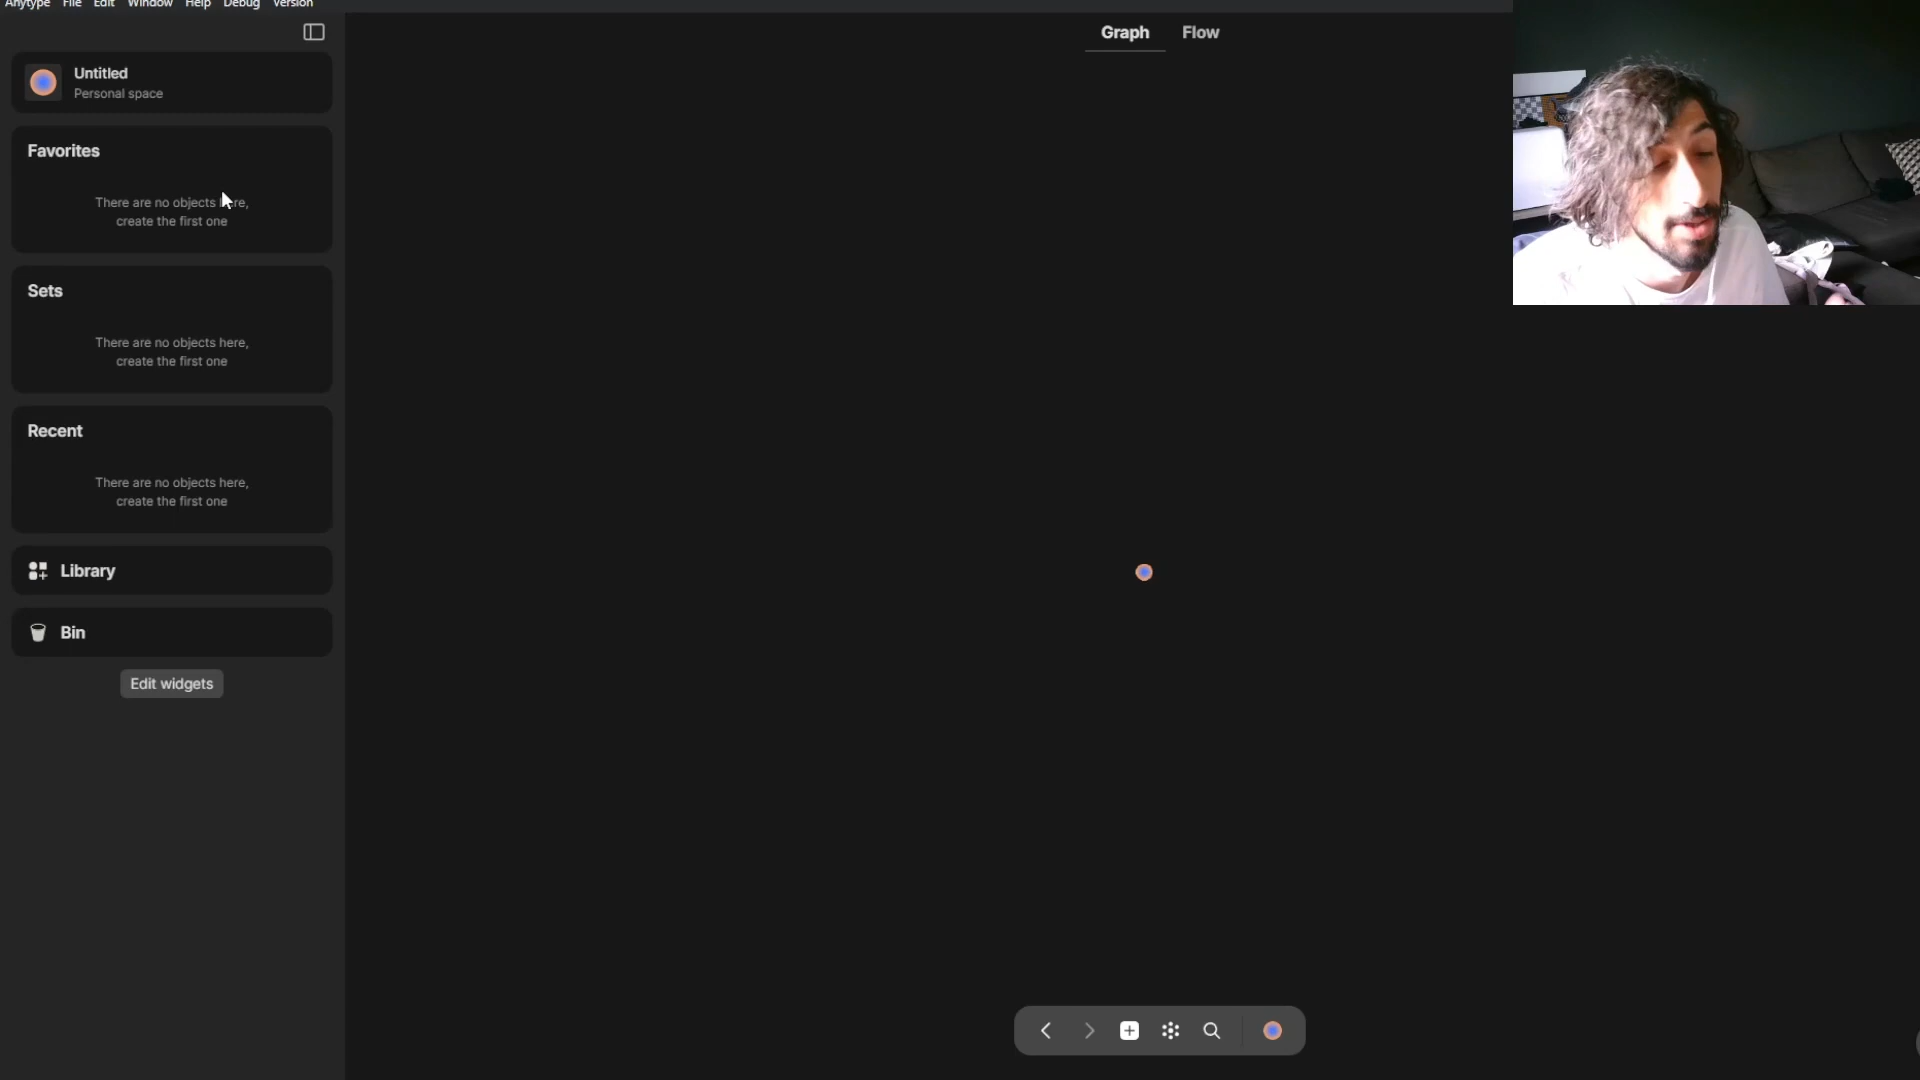 Anytype File Edit Window Help Debug Version
Graph Flow
Untitled
Personal space
Favorites
There are no objects here,
create the first one
Sets
There are no objects here,
create the first one
Recent
There are no objects here,
create the first one
Library
Bin
Edit widgets